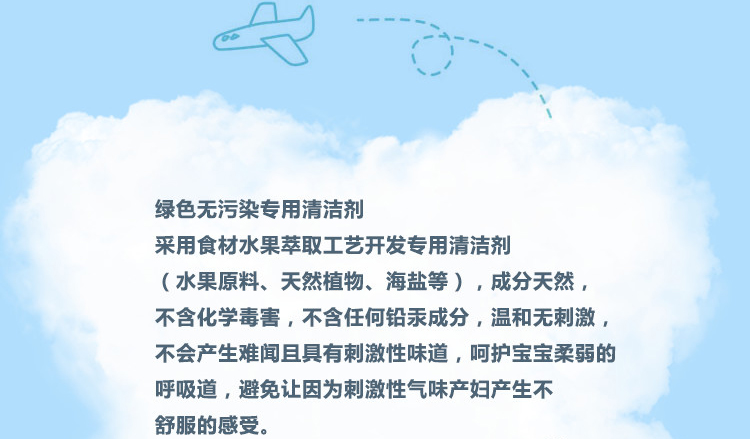 绿色无污染专用清洁剂
采用食材水果萃取工艺开发专用清洁剂
（水果原料、天然植物、海盐等），成分天然，
不含化学毒害，不含任何铅汞成分，温和无刺激，
不会产生难闻且具有刺激性味道，呵护宝宝柔弱的
呼吸道，避免让因为刺激性气味产妇产生不
舒服的感受。